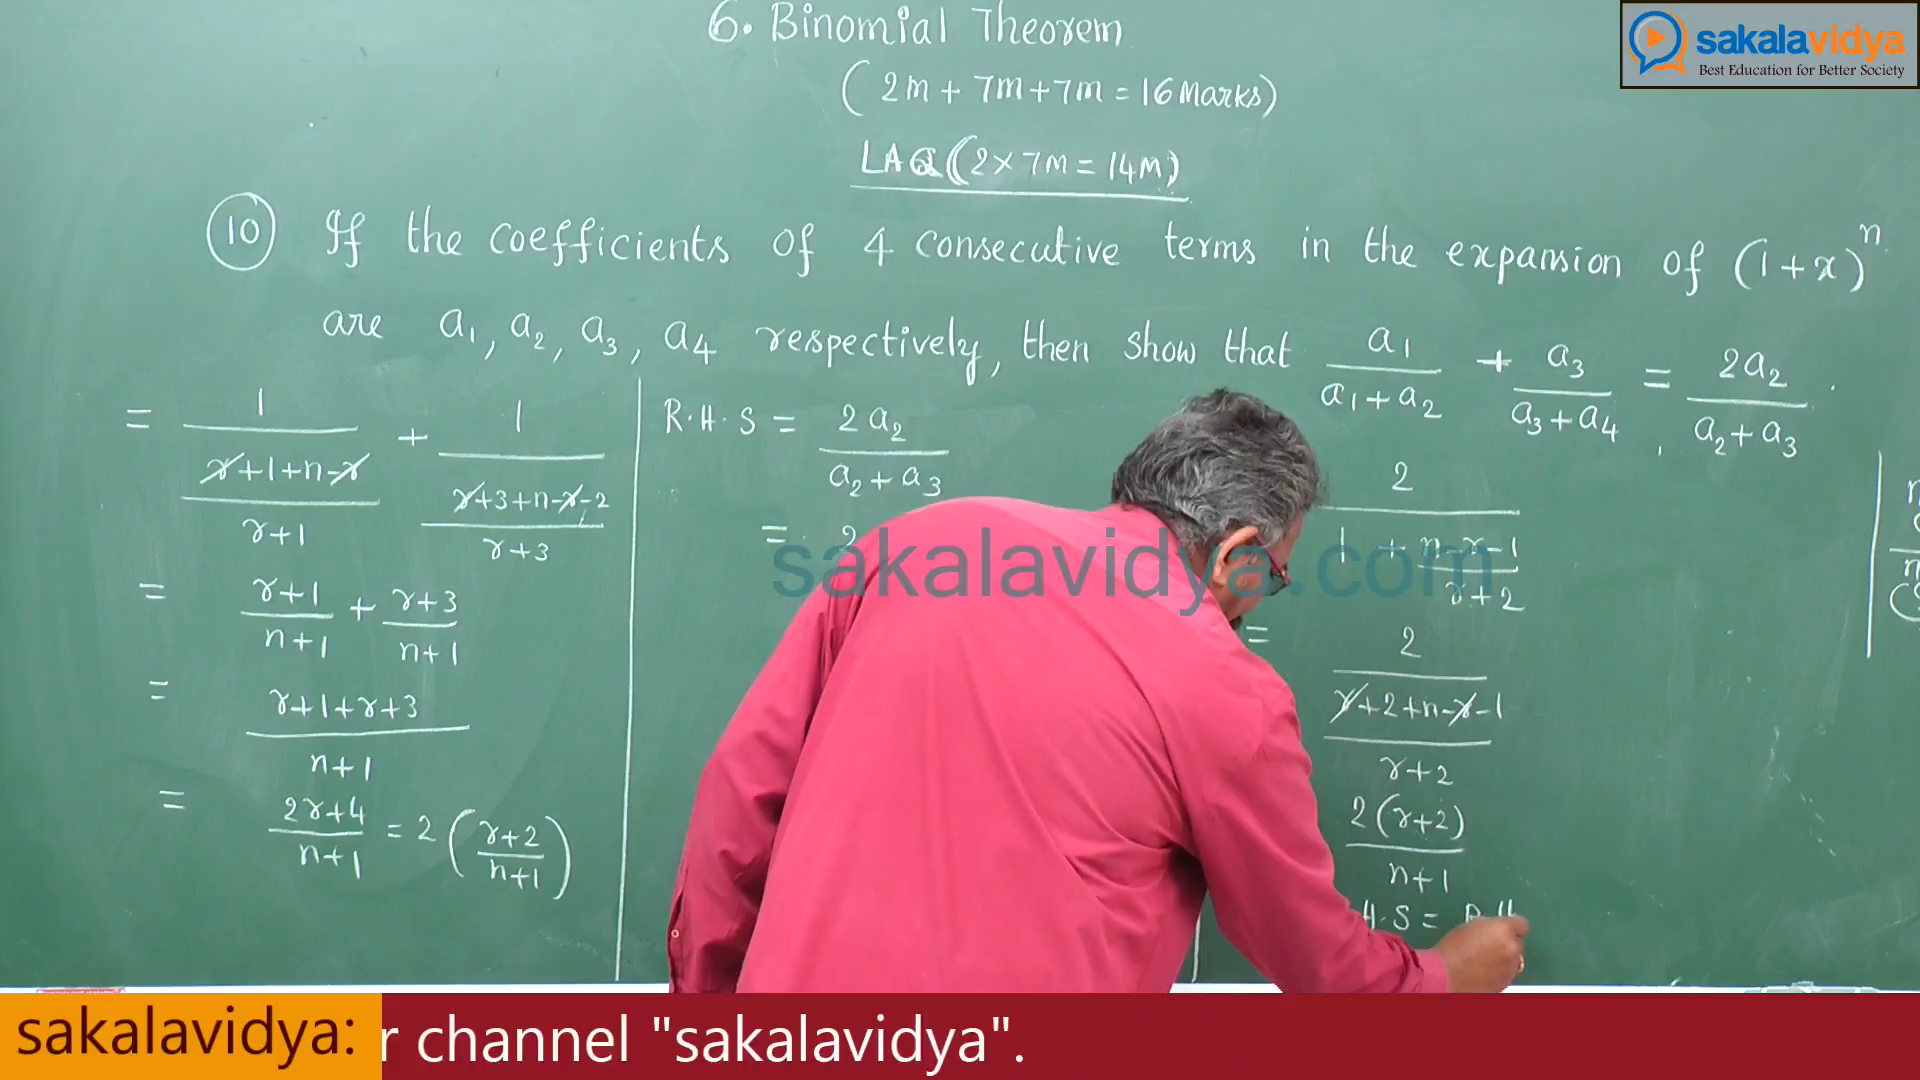 6. Binomial Theorem
(2m + 7m + 7m = 16 Marks)
LAQ (2 × 7m = 14m)
10 If the coefficients of 4 consecutive terms in the expansion of (1+x)^n
are a1, a2, a3, a4 respectively, then show that a1/(a1+a2) + a3/(a3+a4) = 2a2/(a2+a3).
= 1/((r+1+n-r)/(r+1)) + 1/((r+3+n-r-2)/(r+3))
= (r+1)/(n+1) + (r+3)/(n+1)
= (r+1+r+3)/(n+1)
= (2r+4)/(n+1) = 2((r+2)/(n+1))
R.H.S = 2a2/(a2+a3)
= 2
2/(1 + (n-r-1)/(r+2))
= 2/((r+2+n-r-1)/(r+2))
2(r+2)/(n+1)
H.S = R.H
sakalavidya
Best Education for Better Society
sakalavidya.com
sakalavidya: r channel "sakalavidya".